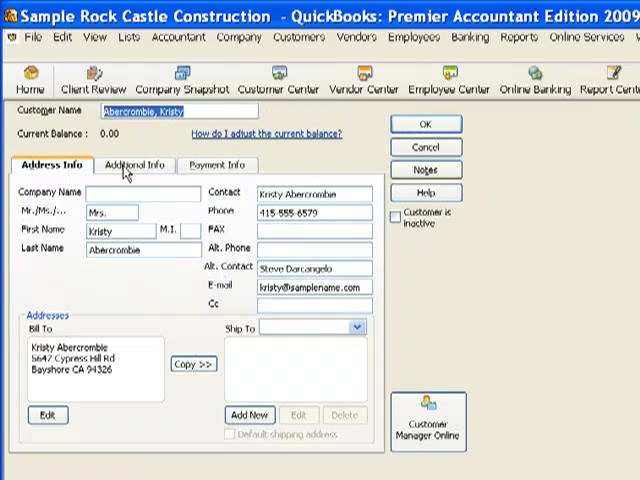 Sample Rock Castle Construction - QuickBooks: Premier Accountant Edition 2009
File Edit View Lists Accountant Company Customers Vendors Employees Banking Reports Online Services
Home Client Review Company Snapshot Customer Center Vendor Center Employee Center Online Banking Report Cente
Customer Name Abercrombie, Kristy
OK
Current Balance : 0.00 How do I adjust the current balance?
Cancel
Address Info Additional Info Payment Info
Notes
Company Name Contact Kristy Abercrombie
Help
Mr./Ms./... Mrs. Phone 415-555-6579
Customer is
inactive
First Name Kristy M.I. FAX
Last Name Abercrombie Alt. Phone
Alt. Contact Steve Darcangelo
E-mail kristy@samplename.com
Cc
Addresses
Bill To Ship To
Kristy Abercrombie
5647 Cypress Hill Rd
Bayshore CA 94326
Copy >>
Edit Add New Edit Delete
Default shipping address
Customer
Manager Online